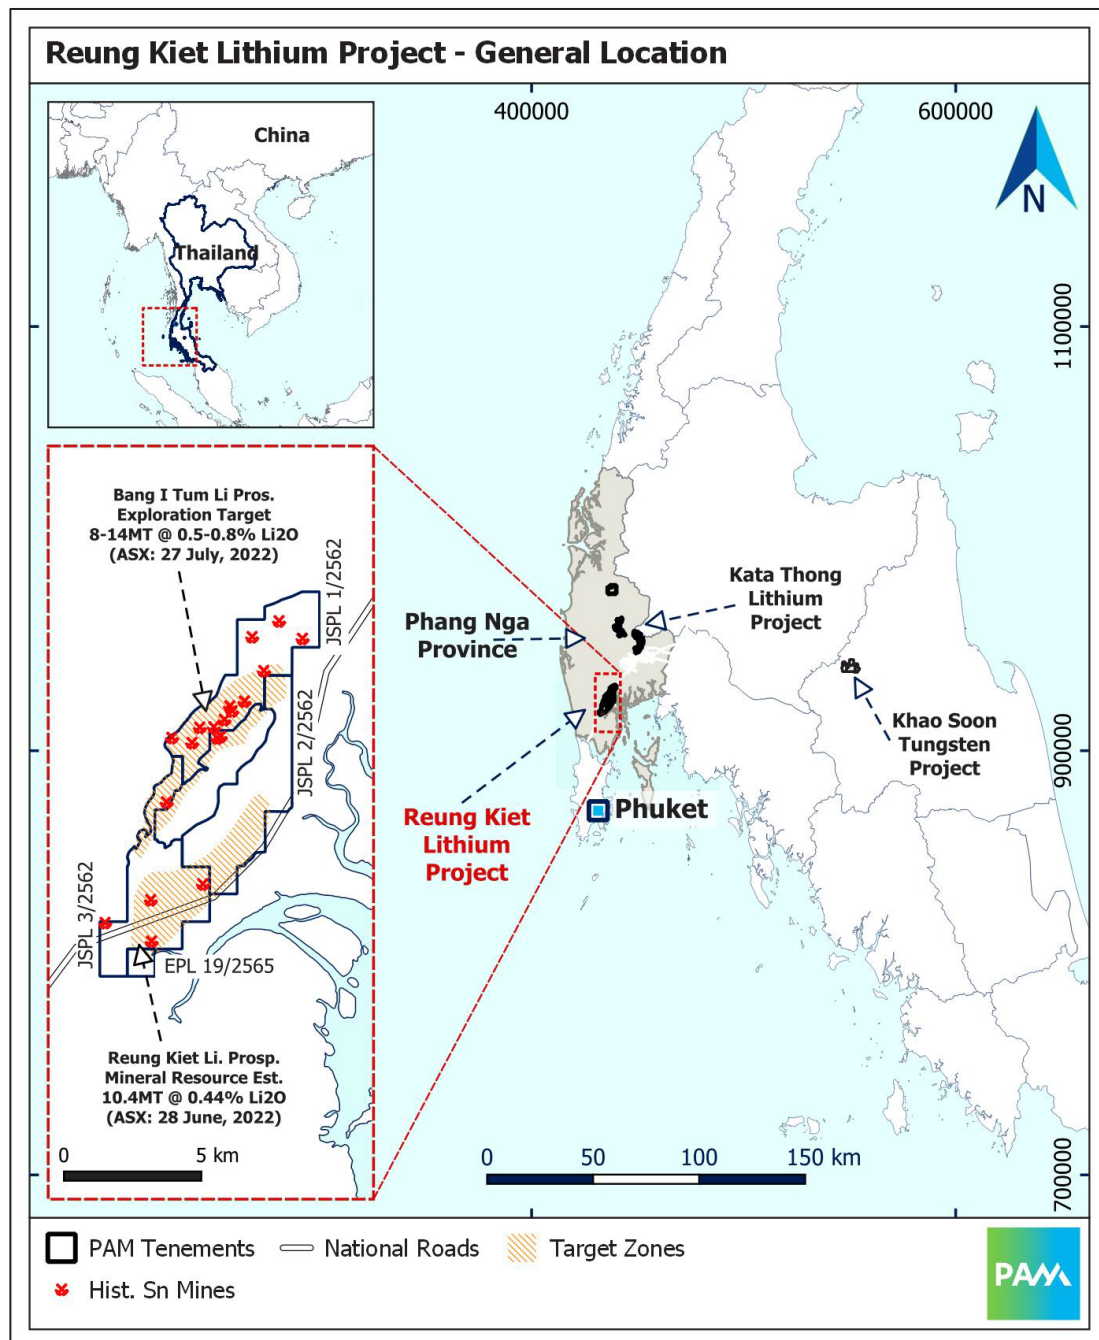 Reung Kiet Lithium Project - General Location
400000
600000
China
Thailand
N
1100000
Bang I Tum Li Pros.
Exploration Target
8-14MT @ 0.5-0.8% Li2O
(ASX: 27 July, 2022)
JSPL 1/2562
JSPL 2/2562
JSPL 3/2562
EPL 19/2565
Reung Kiet Li. Prosp.
Mineral Resource Est.
10.4MT @ 0.44% Li2O
(ASX: 28 June, 2022)
0 5 km
Phang Nga
Province
Kata Thong
Lithium
Project
Khao Soon
Tungsten
Project
900000
Reung Kiet
Lithium
Project
Phuket
0 50 100 150 km
700000
PAM Tenements
National Roads
Target Zones
Hist. Sn Mines
PAM